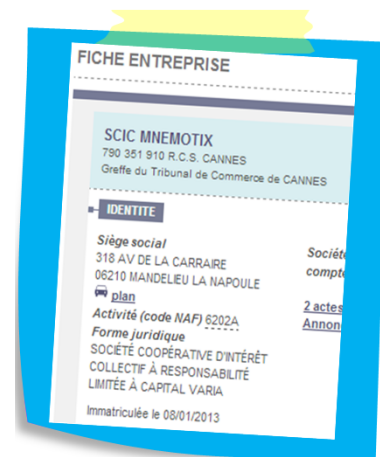 FICHE ENTREPRISE
SCIC MNEMOTIX
790 351 910 R.C.S. CANNES
Greffe du Tribunal de Commerce de CANNES
IDENTITE
Siège social
318 AV DE LA CARRAIRE
06210 MANDELIEU LA NAPOULE
plan
Activité (code NAF) 6202A
Forme juridique
SOCIÉTÉ COOPÉRATIVE D'INTÉRÊT
COLLECTIF À RESPONSABILITÉ
LIMITÉE À CAPITAL VARIA
Immatriculée le 08/01/2013
Sociét
compt
2 actes
Annon